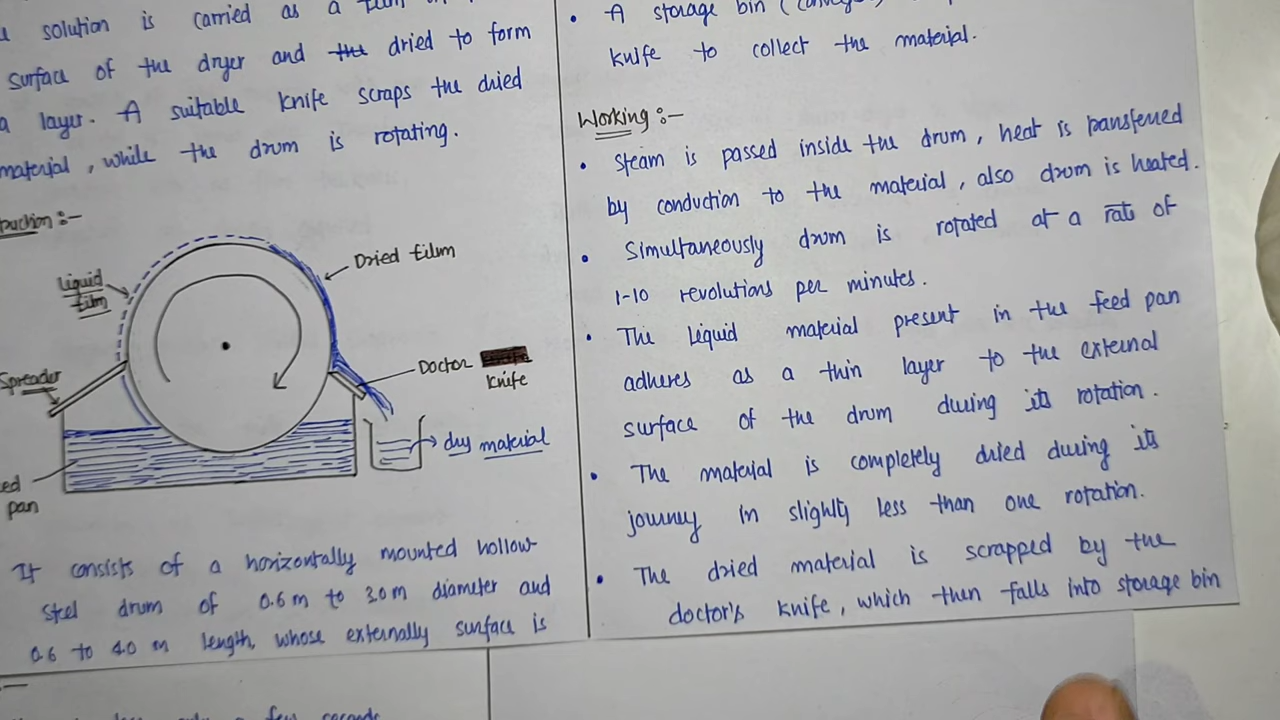 solution is carried as a film
surface of the dryer and the dried to form
a layer. A suitable knife scraps the dried
material, while the drum is rotating.
ruction :-
Liquid
film
Dried film
Spreader
Doctor
knife
dry material
ed
pan
It consists of a horizontally mounted hollow
steel drum of 0.6 m to 3.0 m diameter and
0.6 to 4.0 m length, whose externally surface is
• A storage bin
knife to collect the material.
Working :-
• Steam is passed inside the drum, heat is transferred
by conduction to the material, also drum is heated.
• Simultaneously drum is rotated at a rate of
1-10 revolutions per minutes.
• The liquid material present in the feed pan
adheres as a thin layer to the external
surface of the drum during its rotation.
• The material is completely dried during its
journey in slightly less than one rotation.
• The dried material is scrapped by the
doctor's knife, which then falls into storage bin
a few seconds